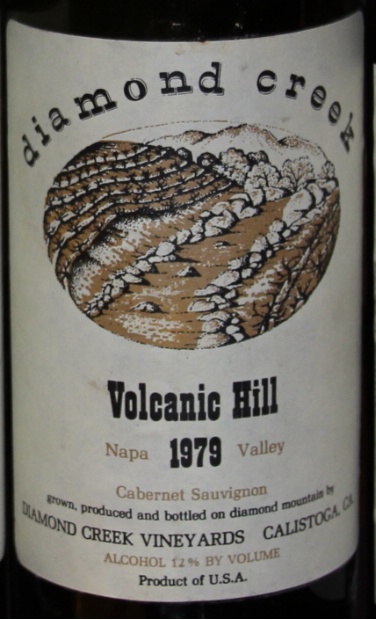 diamond creek
Volcanic Hill
Napa 1979 Valley
Cabernet Sauvignon
grown, produced and bottled on diamond mountain by
DIAMOND CREEK VINEYARDS CALISTOGA, CA.
ALCOHOL 12% BY VOLUME
Product of U.S.A.